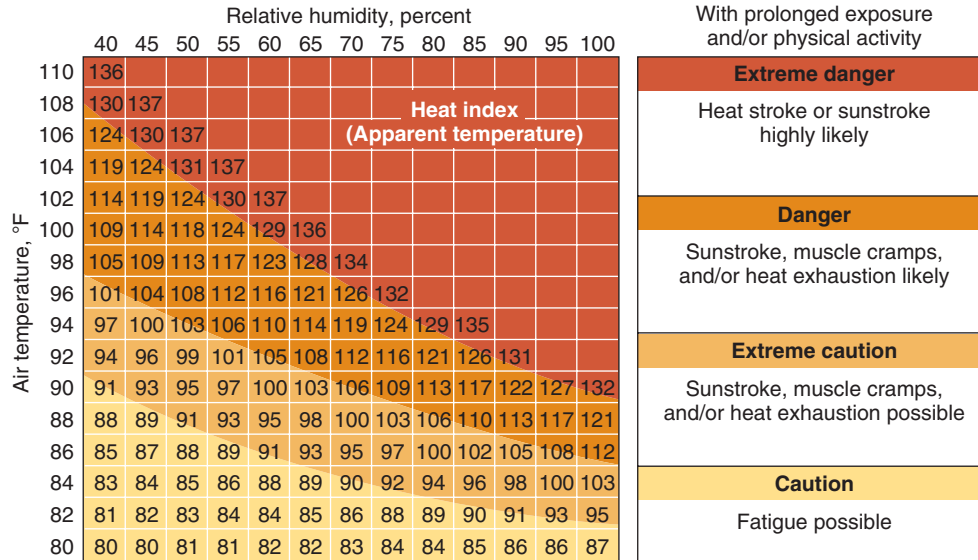 Relative humidity, percent
40 45 50 55 60 65 70 75 80 85 90 95 100
Air temperature, °F
110 136
108 130 137
106 124 130 137
104 119 124 131 137
102 114 119 124 130 137
100 109 114 118 124 129 136
98 105 109 113 117 123 128 134
96 101 104 108 112 116 121 126 132
94 97 100 103 106 110 114 119 124 129 135
92 94 96 99 101 105 108 112 116 121 126 131
90 91 93 95 97 100 103 106 109 113 117 122 127 132
88 88 89 91 93 95 98 100 103 106 110 113 117 121
86 85 87 88 89 91 93 95 97 100 102 105 108 112
84 83 84 85 86 88 89 90 92 94 96 98 100 103
82 81 82 83 84 84 85 86 88 89 90 91 93 95
80 80 80 81 81 82 82 83 84 84 85 86 86 87
Heat index
(Apparent temperature)
With prolonged exposure
and/or physical activity
Extreme danger
Heat stroke or sunstroke
highly likely
Danger
Sunstroke, muscle cramps,
and/or heat exhaustion likely
Extreme caution
Sunstroke, muscle cramps,
and/or heat exhaustion possible
Caution
Fatigue possible